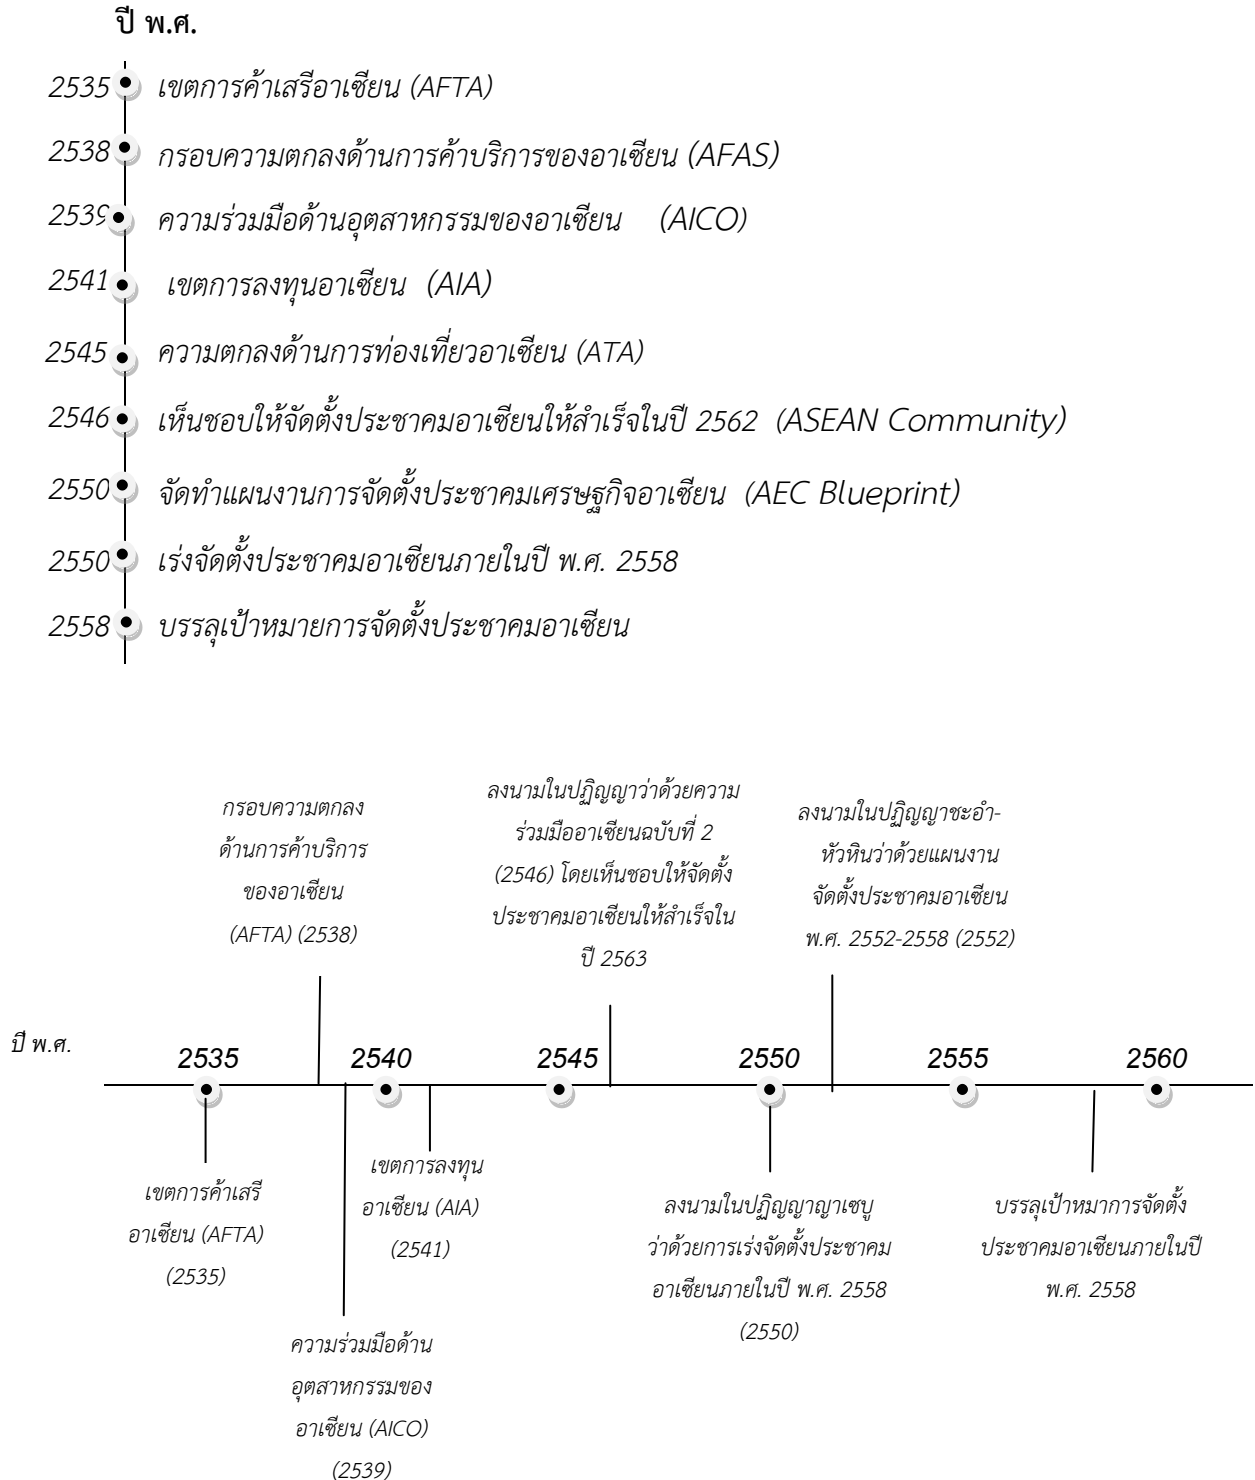 ปี พ.ศ.
2535 เขตการค้าเสรีอาเซียน (AFTA)
2538 กรอบความตกลงด้านการค้าบริการของอาเซียน (AFAS)
2539 ความร่วมมือด้านอุตสาหกรรมของอาเซียน (AICO)
2541 เขตการลงทุนอาเซียน (AIA)
2545 ความตกลงด้านการท่องเที่ยวอาเซียน (ATA)
2546 เห็นชอบให้จัดตั้งประชาคมอาเซียนให้สำเร็จในปี 2562 (ASEAN Community)
2550 จัดทำแผนงานการจัดตั้งประชาคมเศรษฐกิจอาเซียน (AEC Blueprint)
2550 เร่งจัดตั้งประชาคมอาเซียนภายในปี พ.ศ. 2558
2558 บรรลุเป้าหมายการจัดตั้งประชาคมอาเซียน
กรอบความตกลง
ด้านการค้าบริการ
ของอาเซียน
(AFTA) (2538)
ลงนามในปฏิญญาว่าด้วยความ
ร่วมมืออาเซียนฉบับที่ 2
(2546) โดยเห็นชอบให้จัดตั้ง
ประชาคมอาเซียนให้สำเร็จใน
ปี 2563
ลงนามในปฏิญญาชะอำ-
หัวหินว่าด้วยแผนงาน
จัดตั้งประชาคมอาเซียน
พ.ศ. 2552-2558 (2552)
ปี พ.ศ.
2535 2540 2545 2550 2555 2560
เขตการค้าเสรี
อาเซียน (AFTA)
(2535)
เขตการลงทุน
อาเซียน (AIA)
(2541)
ลงนามในปฏิญญาญาเซบู
ว่าด้วยการเร่งจัดตั้งประชาคม
อาเซียนภายในปี พ.ศ. 2558
(2550)
บรรลุเป้าหมาการจัดตั้ง
ประชาคมอาเซียนภายในปี
พ.ศ. 2558
ความร่วมมือด้าน
อุตสาหกรรมของ
อาเซียน (AICO)
(2539)